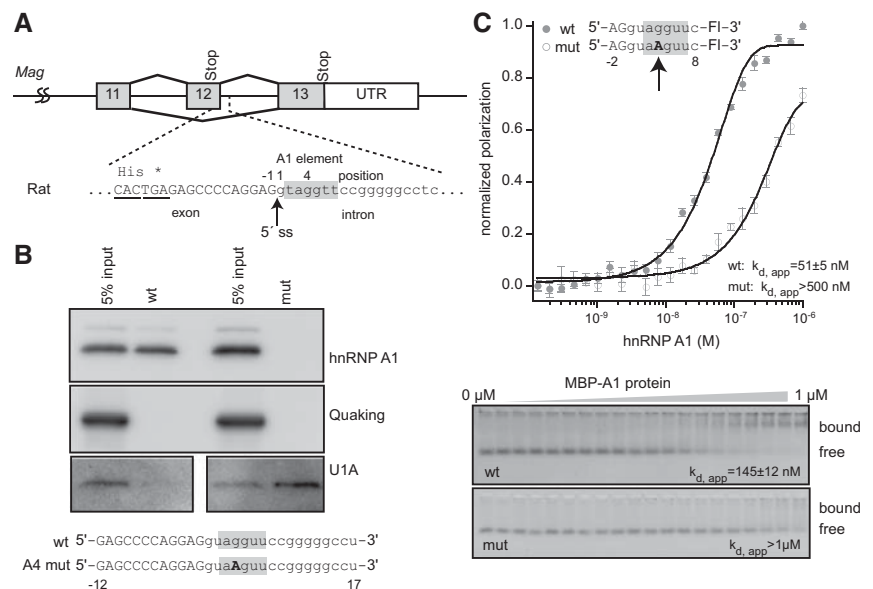 A
Mag
11
12
Stop
13
Stop
UTR
His *
A1 element
-11 4 position
Rat
...CACTGAGAGCCCCAGGAGgtaggttccgggggcctc...
exon
intron
5´ ss
B
5% input
wt
5% input
mut
hnRNP A1
Quaking
U1A
wt 5'-GAGCCCCAGGAGguagguuccgggggccu-3'
A4 mut 5'-GAGCCCCAGGAGguaAguuccgggggccu-3'
-12 17
C
wt 5'-AGguagguuc-Fl-3'
mut 5'-AGguaAguuc-Fl-3'
-2 8
normalized polarization
1.0
0.8
0.6
0.4
0.2
0.0
wt: kd, app=51±5 nM
mut: kd, app>500 nM
10-9 10-8 10-7 10-6
hnRNP A1 (M)
MBP-A1 protein
0 µM 1 µM
bound
free
wt kd, app=145±12 nM
bound
free
mut kd, app>1µM